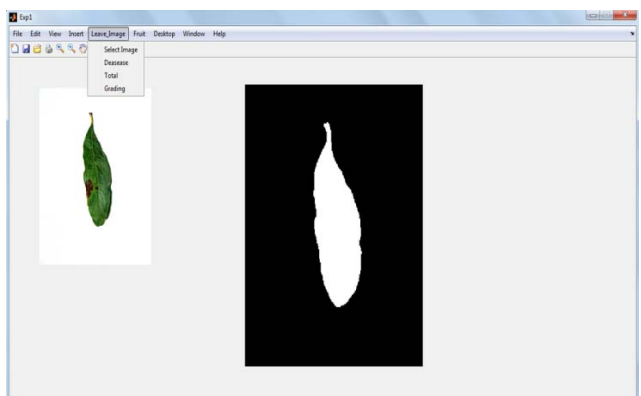 Exp1
File Edit View Insert Leave_Image Fruit Desktop Window Help
Select Image
Deasease
Total
Grading